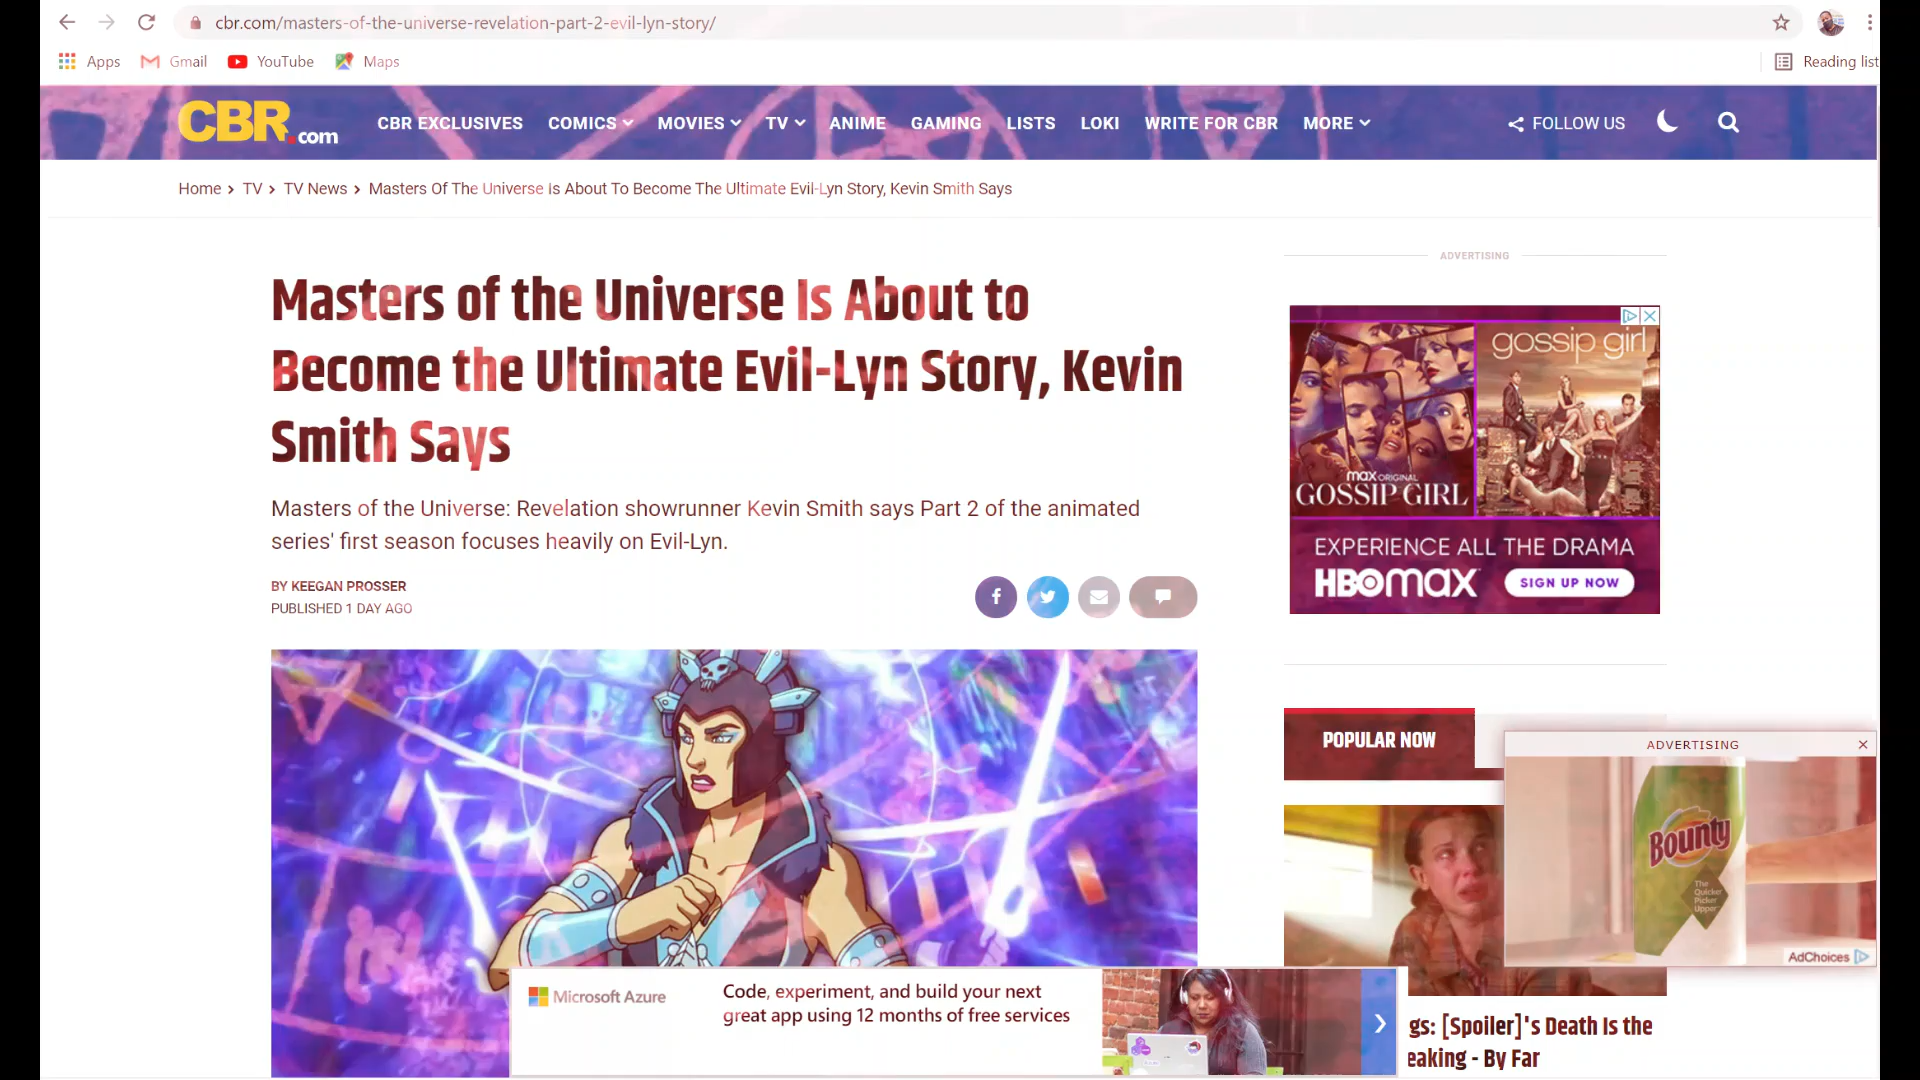 cbr.com/masters-of-the-universe-revelation-part-2-evil-lyn-story/
Apps Gmail YouTube Maps Reading list
CBR.com CBR EXCLUSIVES COMICS MOVIES TV ANIME GAMING LISTS LOKI WRITE FOR CBR MORE FOLLOW US
Home > TV > TV News > Masters Of The Universe Is About To Become The Ultimate Evil-Lyn Story, Kevin Smith Says
Masters of the Universe Is About to
Become the Ultimate Evil-Lyn Story, Kevin
Smith Says
Masters of the Universe: Revelation showrunner Kevin Smith says Part 2 of the animated
series' first season focuses heavily on Evil-Lyn.
BY KEEGAN PROSSER
PUBLISHED 1 DAY AGO
ADVERTISING
gossip girl
max ORIGINAL
GOSSIP GIRL
EXPERIENCE ALL THE DRAMA
HBOmax SIGN UP NOW
POPULAR NOW
ADVERTISING
Bounty
The
Quicker
Picker
Upper
AdChoices
Microsoft Azure
Code, experiment, and build your next
great app using 12 months of free services
gs: [Spoiler]'s Death Is the
eaking - By Far